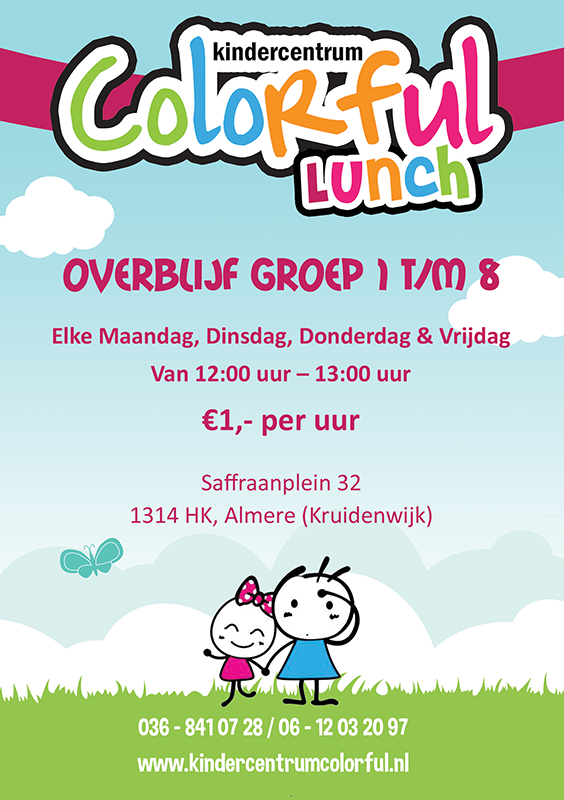 kindercentrum
Colorful
Lunch
OVERBLIJF GROEP 1 T/M 8
Elke Maandag, Dinsdag, Donderdag & Vrijdag
Van 12:00 uur – 13:00 uur
€1,- per uur
Saffraanplein 32
1314 HK, Almere (Kruidenwijk)
036 - 841 07 28 / 06 - 12 03 20 97
www.kindercentrumcolorful.nl